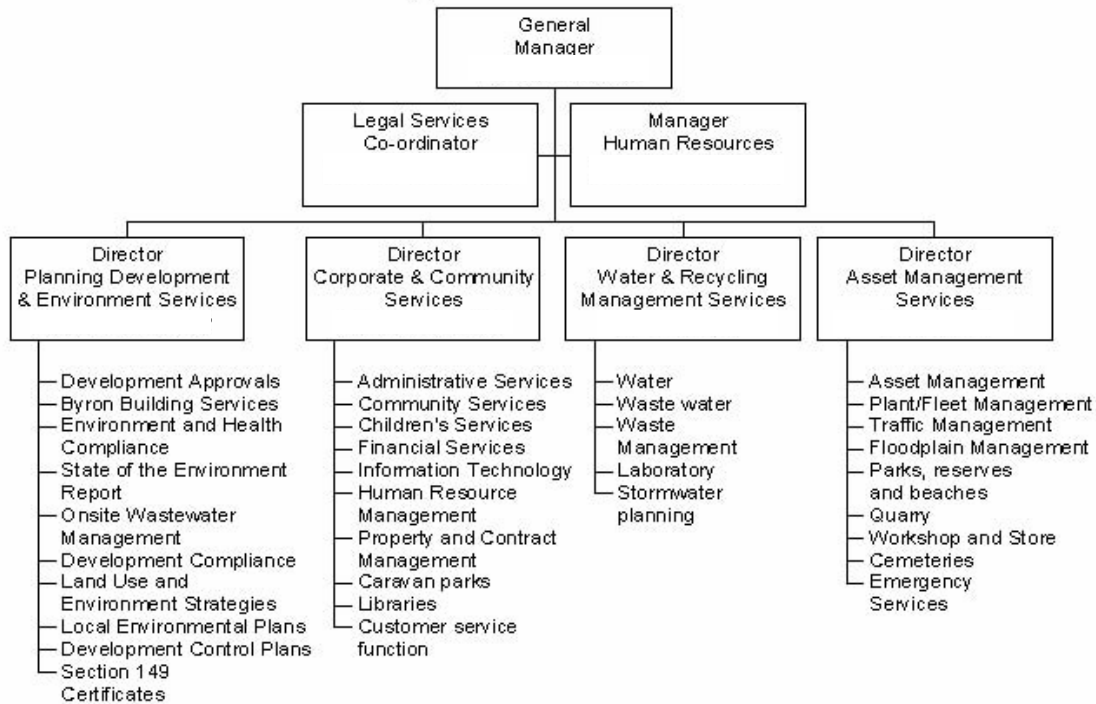 General
Manager
Legal Services
Co-ordinator
Manager
Human Resources
Director
Planning Development
& Environment Services
Director
Corporate & Community
Services
Director
Water & Recycling
Management Services
Director
Asset Management
Services
Development Approvals
Byron Building Services
Environment and Health
Compliance
State of the Environment
Report
Onsite Wastewater
Management
Development Compliance
Land Use and
Environment Strategies
Local Environmental Plans
Development Control Plans
Section 149
Certificates
Administrative Services
Community Services
Children's Services
Financial Services
Information Technology
Human Resource
Management
Property and Contract
Management
Caravan parks
Libraries
Customer service
function
Water
Waste water
Waste
Management
Laboratory
Stormwater
planning
Asset Management
Plant/Fleet Management
Traffic Management
Floodplain Management
Parks, reserves
and beaches
Quarry
Workshop and Store
Cemeteries
Emergency
Services